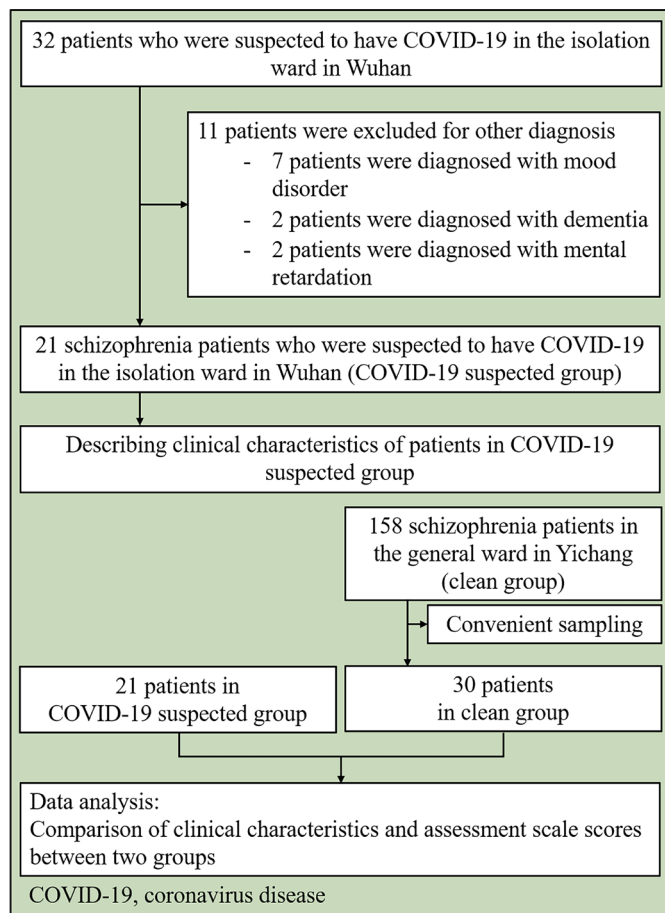 32 patients who were suspected to have COVID-19 in the isolation
ward in Wuhan
11 patients were excluded for other diagnosis
- 7 patients were diagnosed with mood
disorder
- 2 patients were diagnosed with dementia
- 2 patients were diagnosed with mental
retardation
21 schizophrenia patients who were suspected to have COVID-19
in the isolation ward in Wuhan (COVID-19 suspected group)
Describing clinical characteristics of patients in COVID-19
suspected group
158 schizophrenia patients in
the general ward in Yichang
(clean group)
Convenient sampling
21 patients in
COVID-19 suspected group
30 patients
in clean group
Data analysis:
Comparison of clinical characteristics and assessment scale scores
between two groups
COVID-19, coronavirus disease